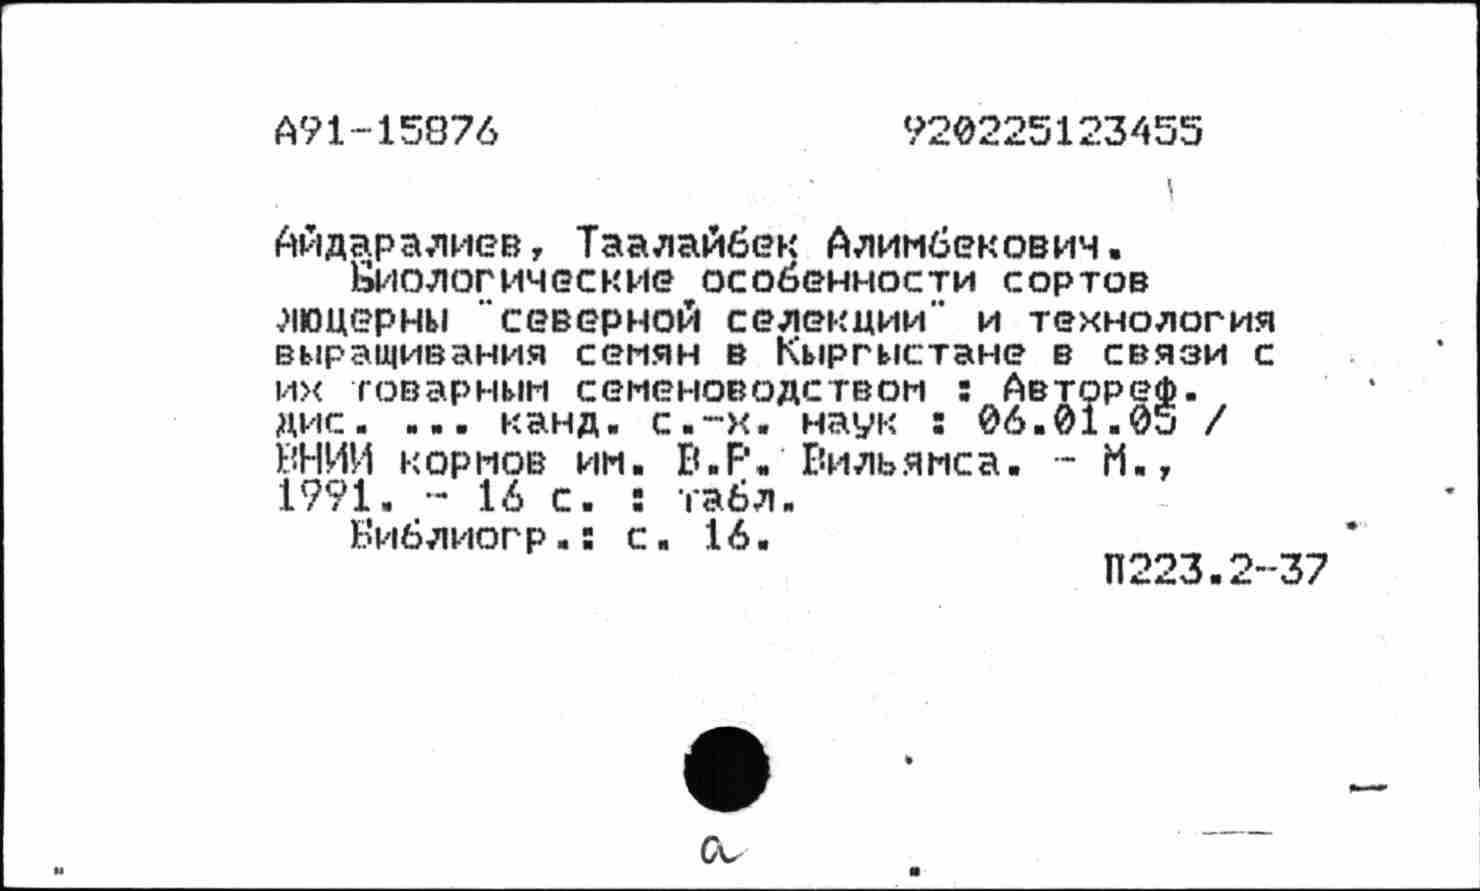 А91-15876 920225123455
Айдаралиев, Таалайбек Алимбекович.
Биологические особенности сортов
люцерны "северной селекции" и технология
выращивания семян в Кыргыстане в связи с
их товарным семеноводством : Автореф.
дис. ... канд. с.-х. наук : 06.01.05 /
ВНИИ кормов им. В.Р. Вильямса. - М.,
1991. - 16 с. : табл.
Библиогр.: с. 16.
П223.2-37
а